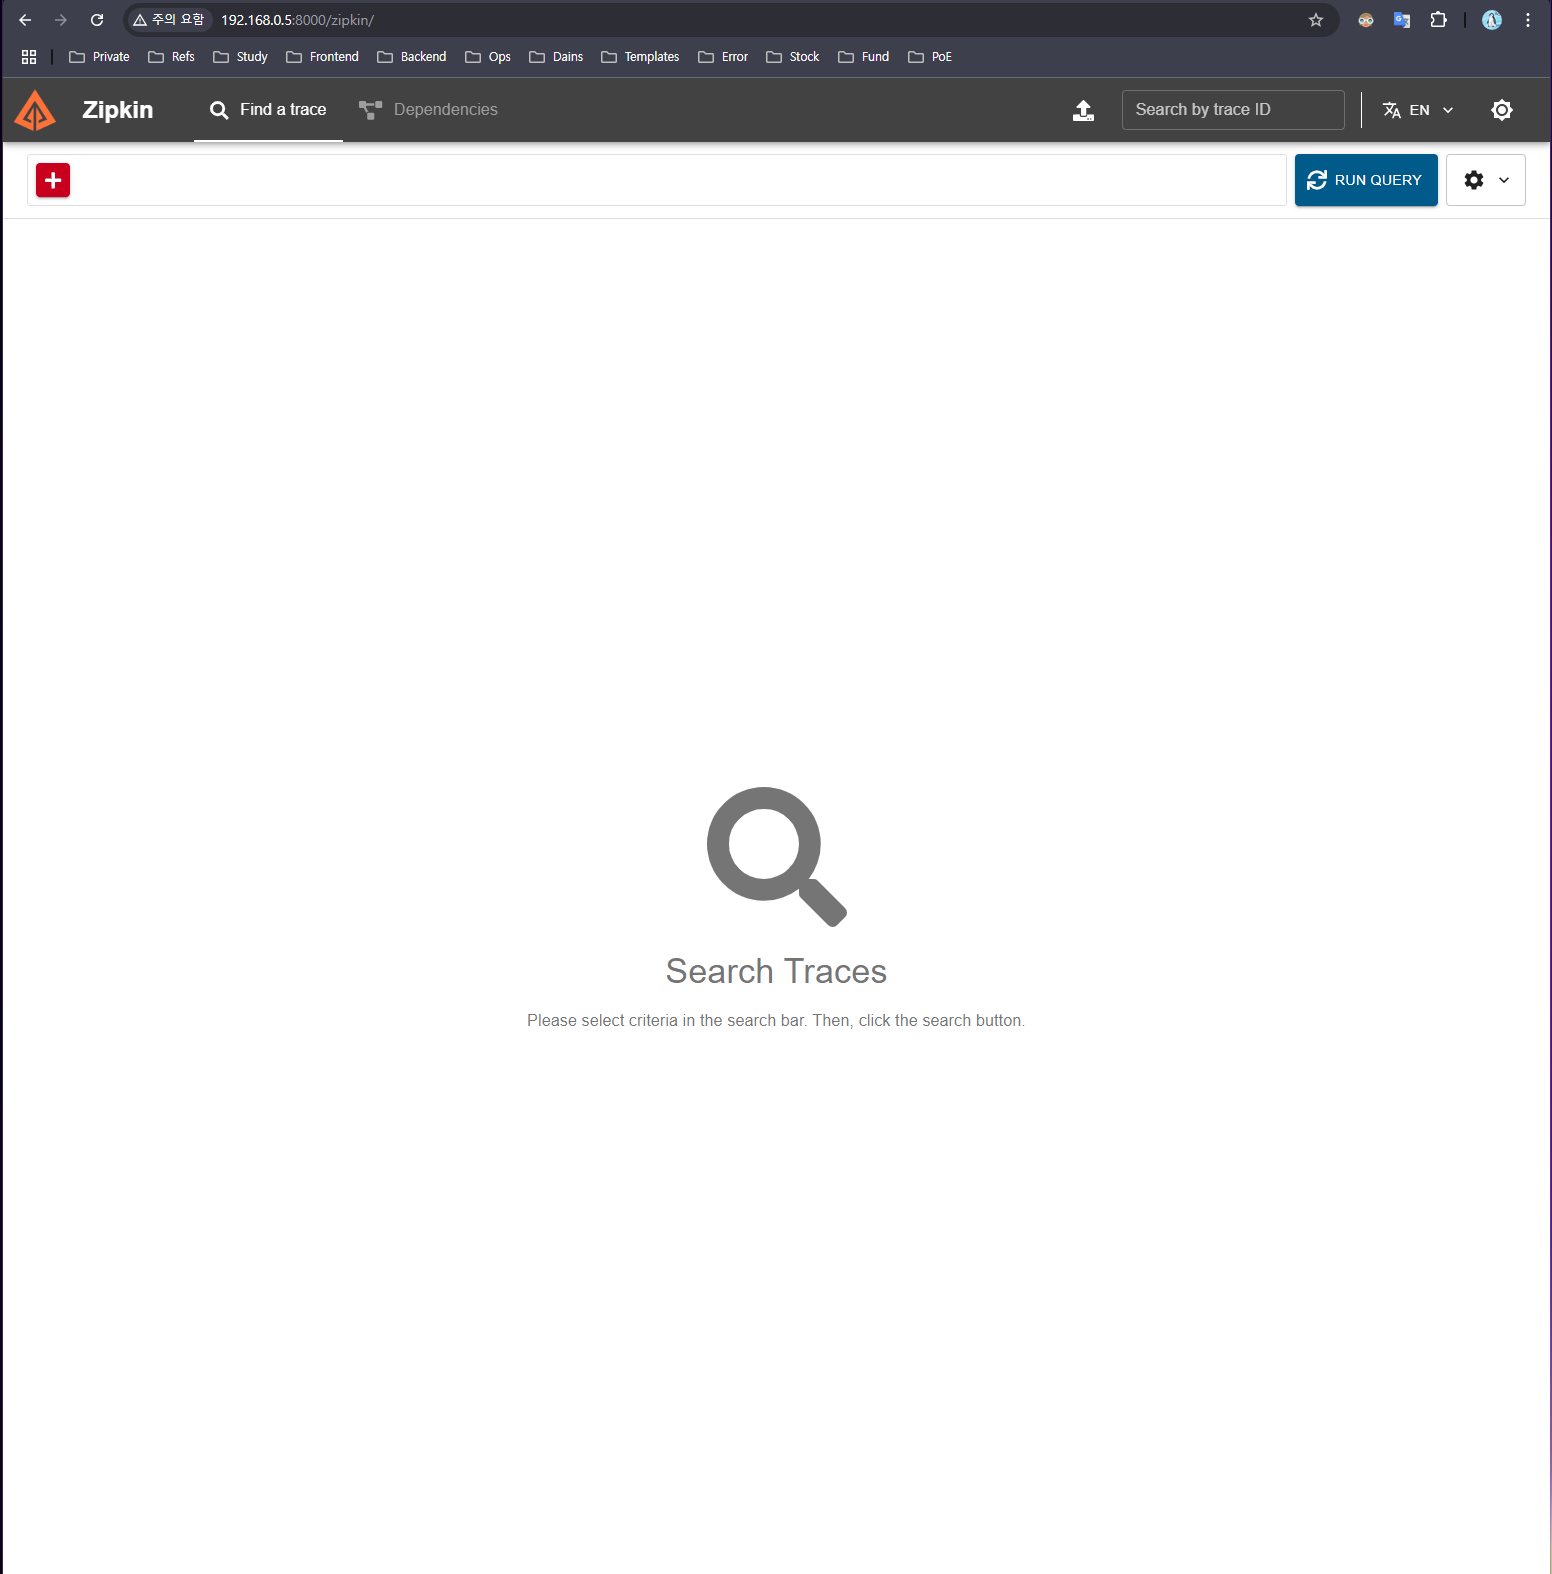 주의 요함 192.168.0.5:8000/zipkin/
Private Refs Study Frontend Backend Ops Dains Templates Error Stock Fund PoE
Zipkin Find a trace Dependencies Search by trace ID EN
RUN QUERY
Search Traces
Please select criteria in the search bar. Then, click the search button.